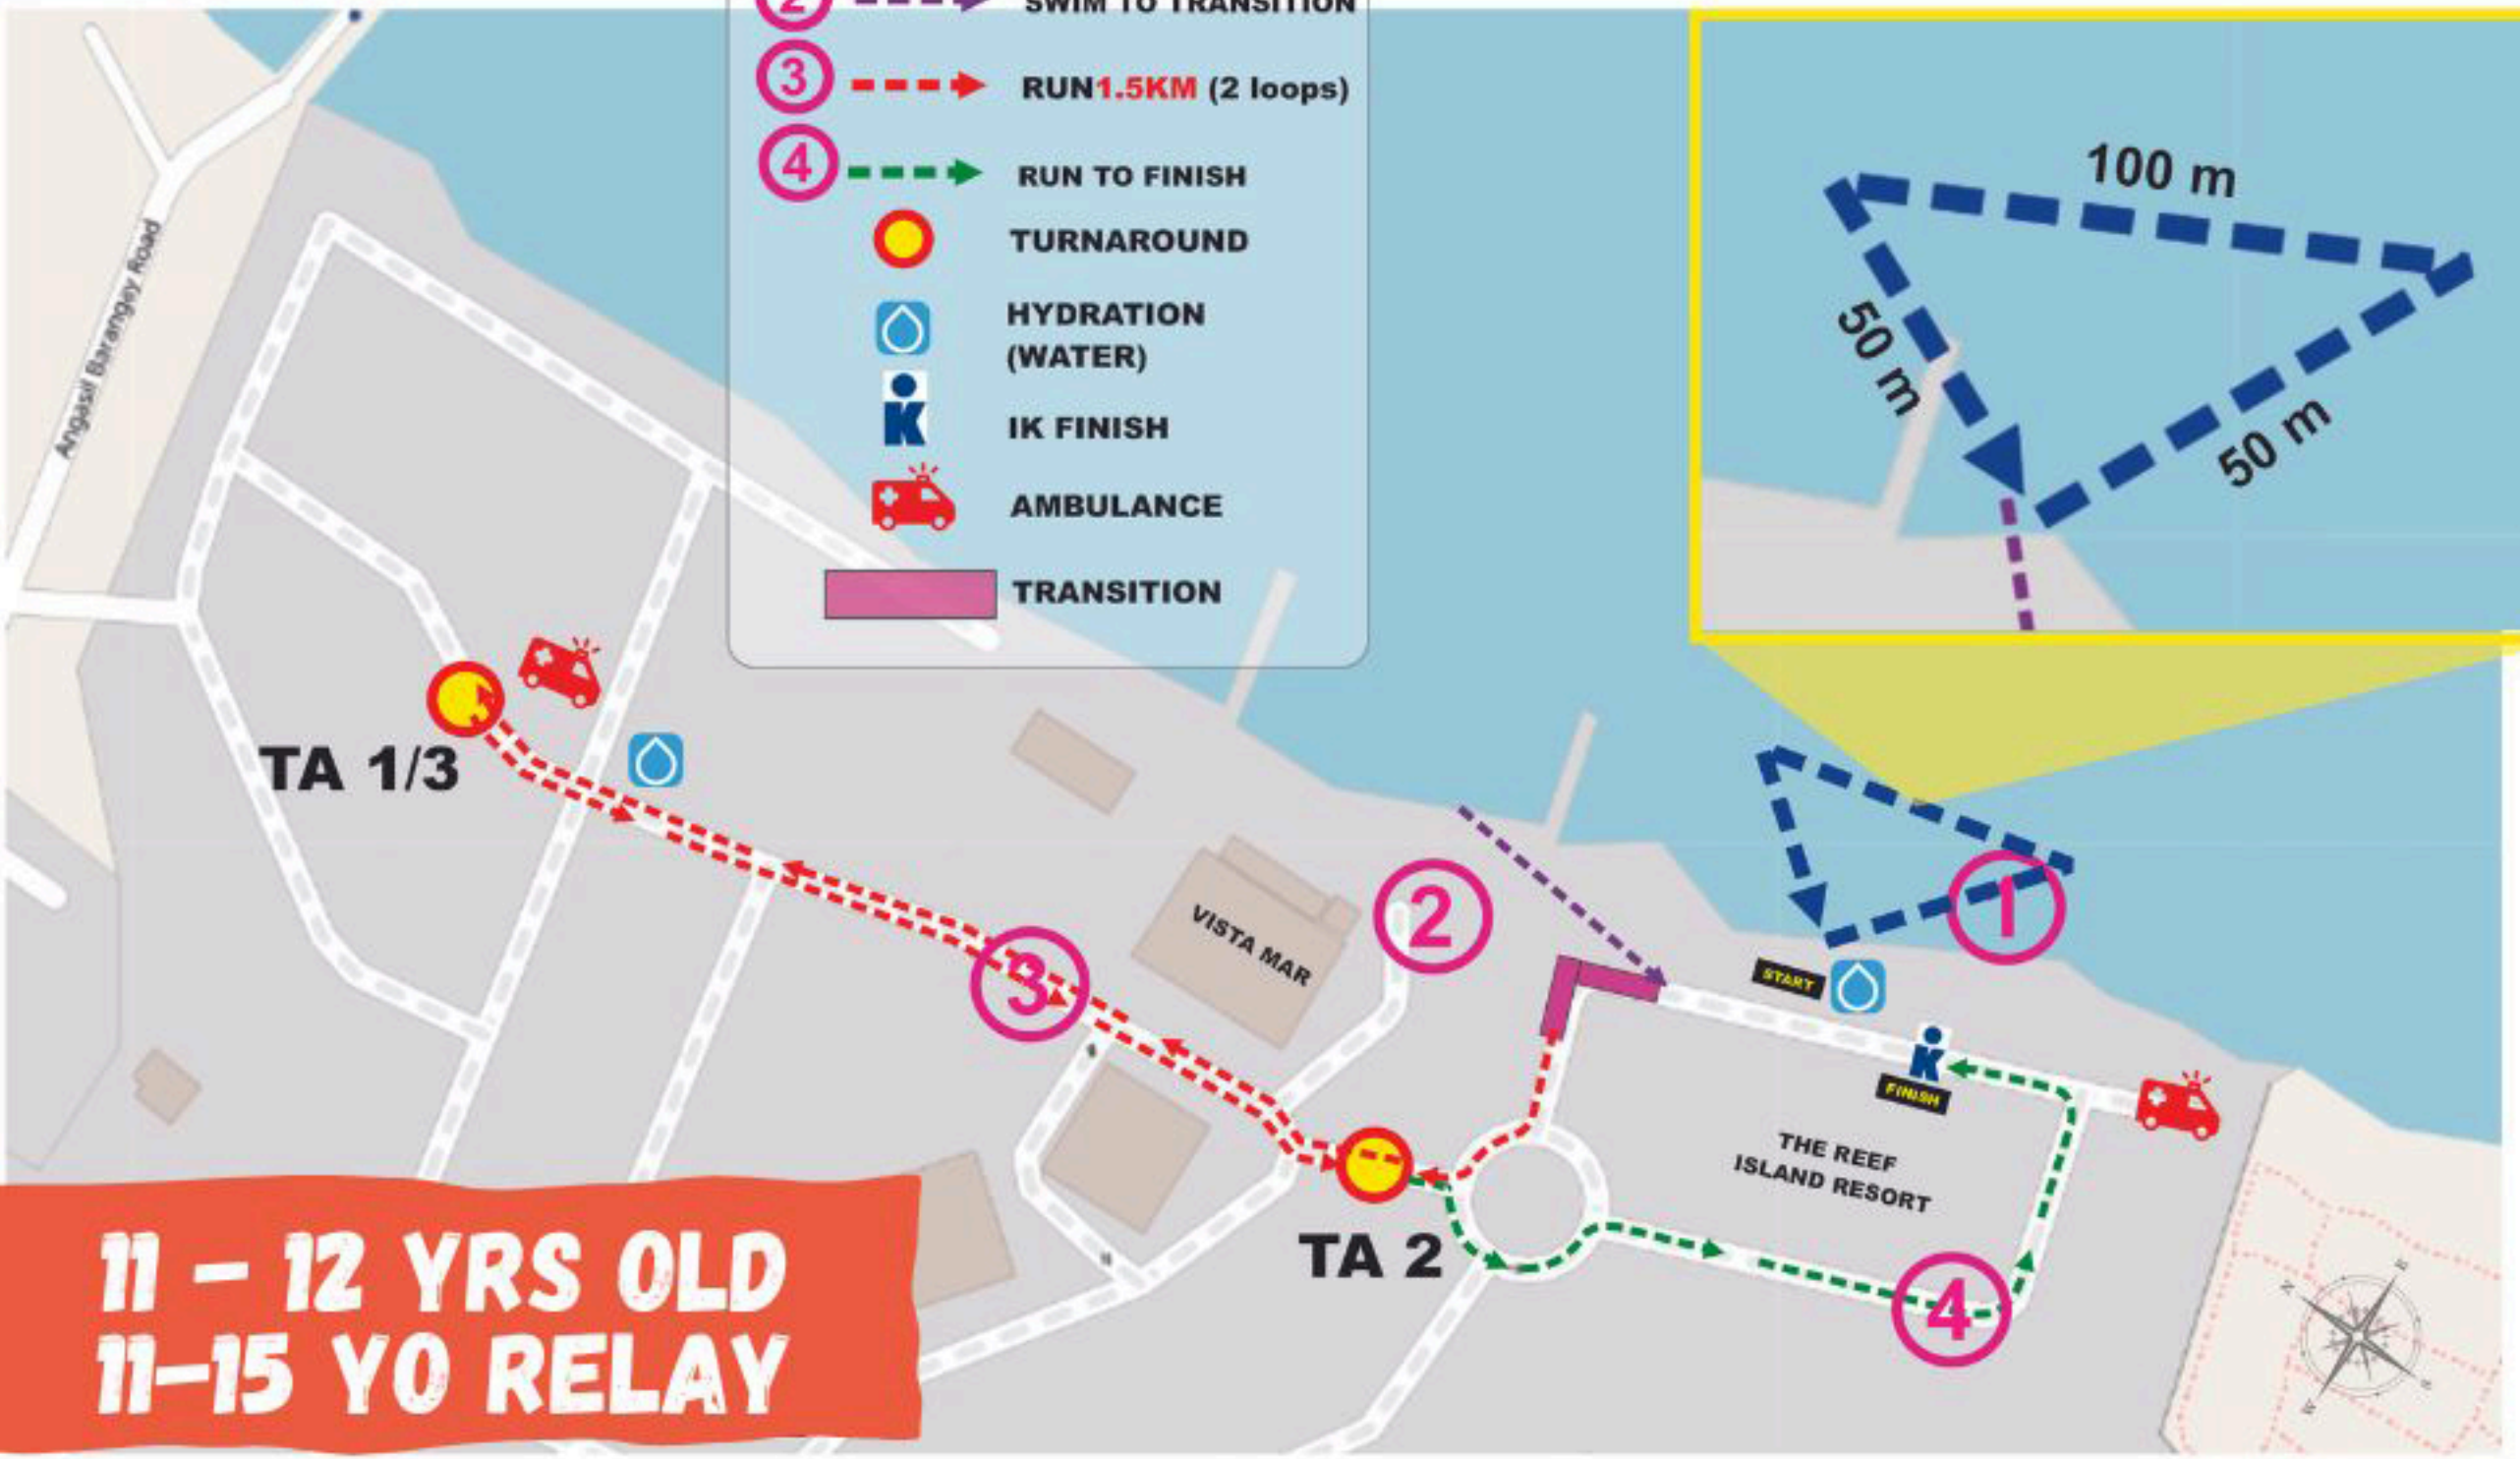 2
SWIM TO TRANSITION
3
RUN1.5KM (2 loops)
4
RUN TO FINISH
TURNAROUND
HYDRATION
(WATER)
K
IK FINISH
AMBULANCE
TRANSITION
100 m
50 m
50 m
Angasil Barangay Road
TA 1/3
VISTA MAR
2
1
3
START
K
FINISH
THE REEF
ISLAND RESORT
TA 2
4
11 – 12 YRS OLD
11–15 YO RELAY
N
E
W
S